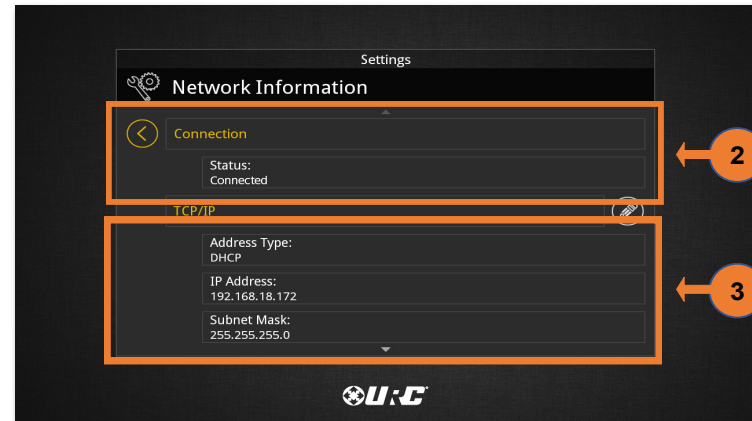 Settings
Network Information
Connection
2
Status:
Connected
TCP/IP
Address Type:
DHCP
IP Address:
192.168.18.172
3
Subnet Mask:
255.255.255.0
URC